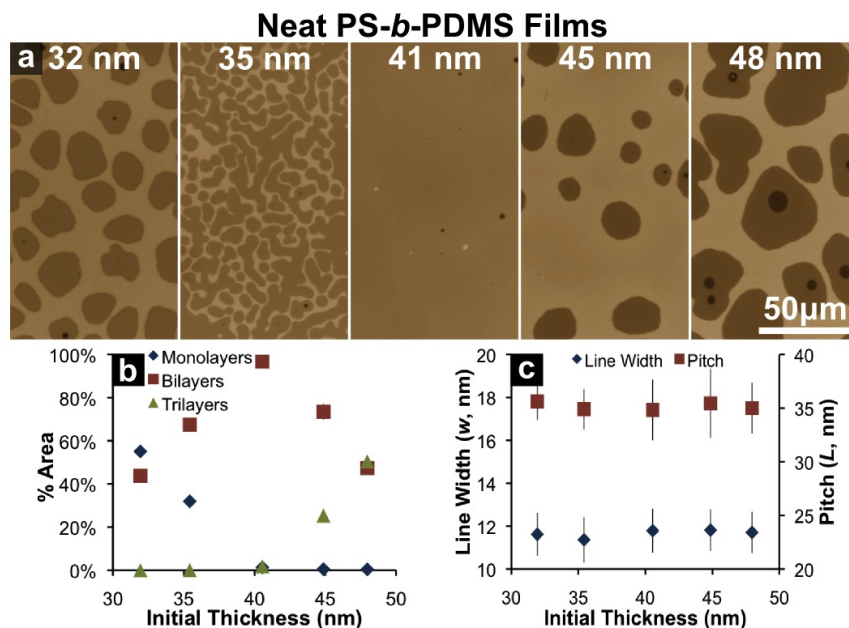 Neat PS-b-PDMS Films
a 32 nm 35 nm 41 nm 45 nm 48 nm
50μm
b
Monolayers
Bilayers
Trilayers
100%
80%
60%
40%
20%
0%
% Area
30 35 40 45 50
Initial Thickness (nm)
c
Line Width Pitch
20
18
16
14
12
10
Line Width (w, nm)
40
35
30
25
20
Pitch (L, nm)
30 35 40 45 50
Initial Thickness (nm)